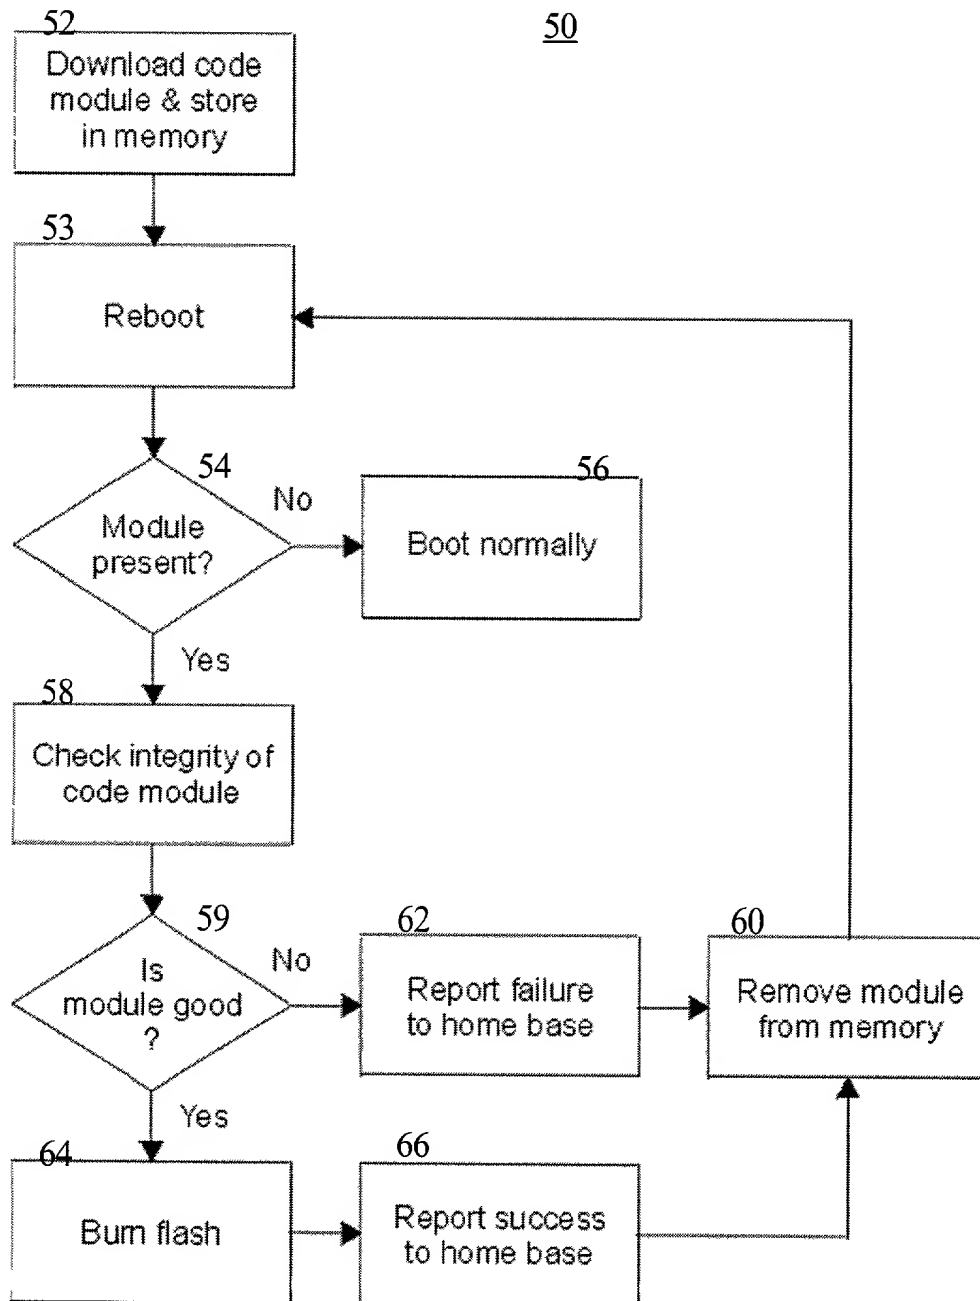 52
50
Download code
module & store
in memory
53
Reboot
54
No
56
Module
present?
Boot normally
Yes
58
Check integrity of
code module
59
No
62
60
Is
module good
?
Report failure
to home base
Remove module
from memory
Yes
64
66
Burn flash
Report success
to home base